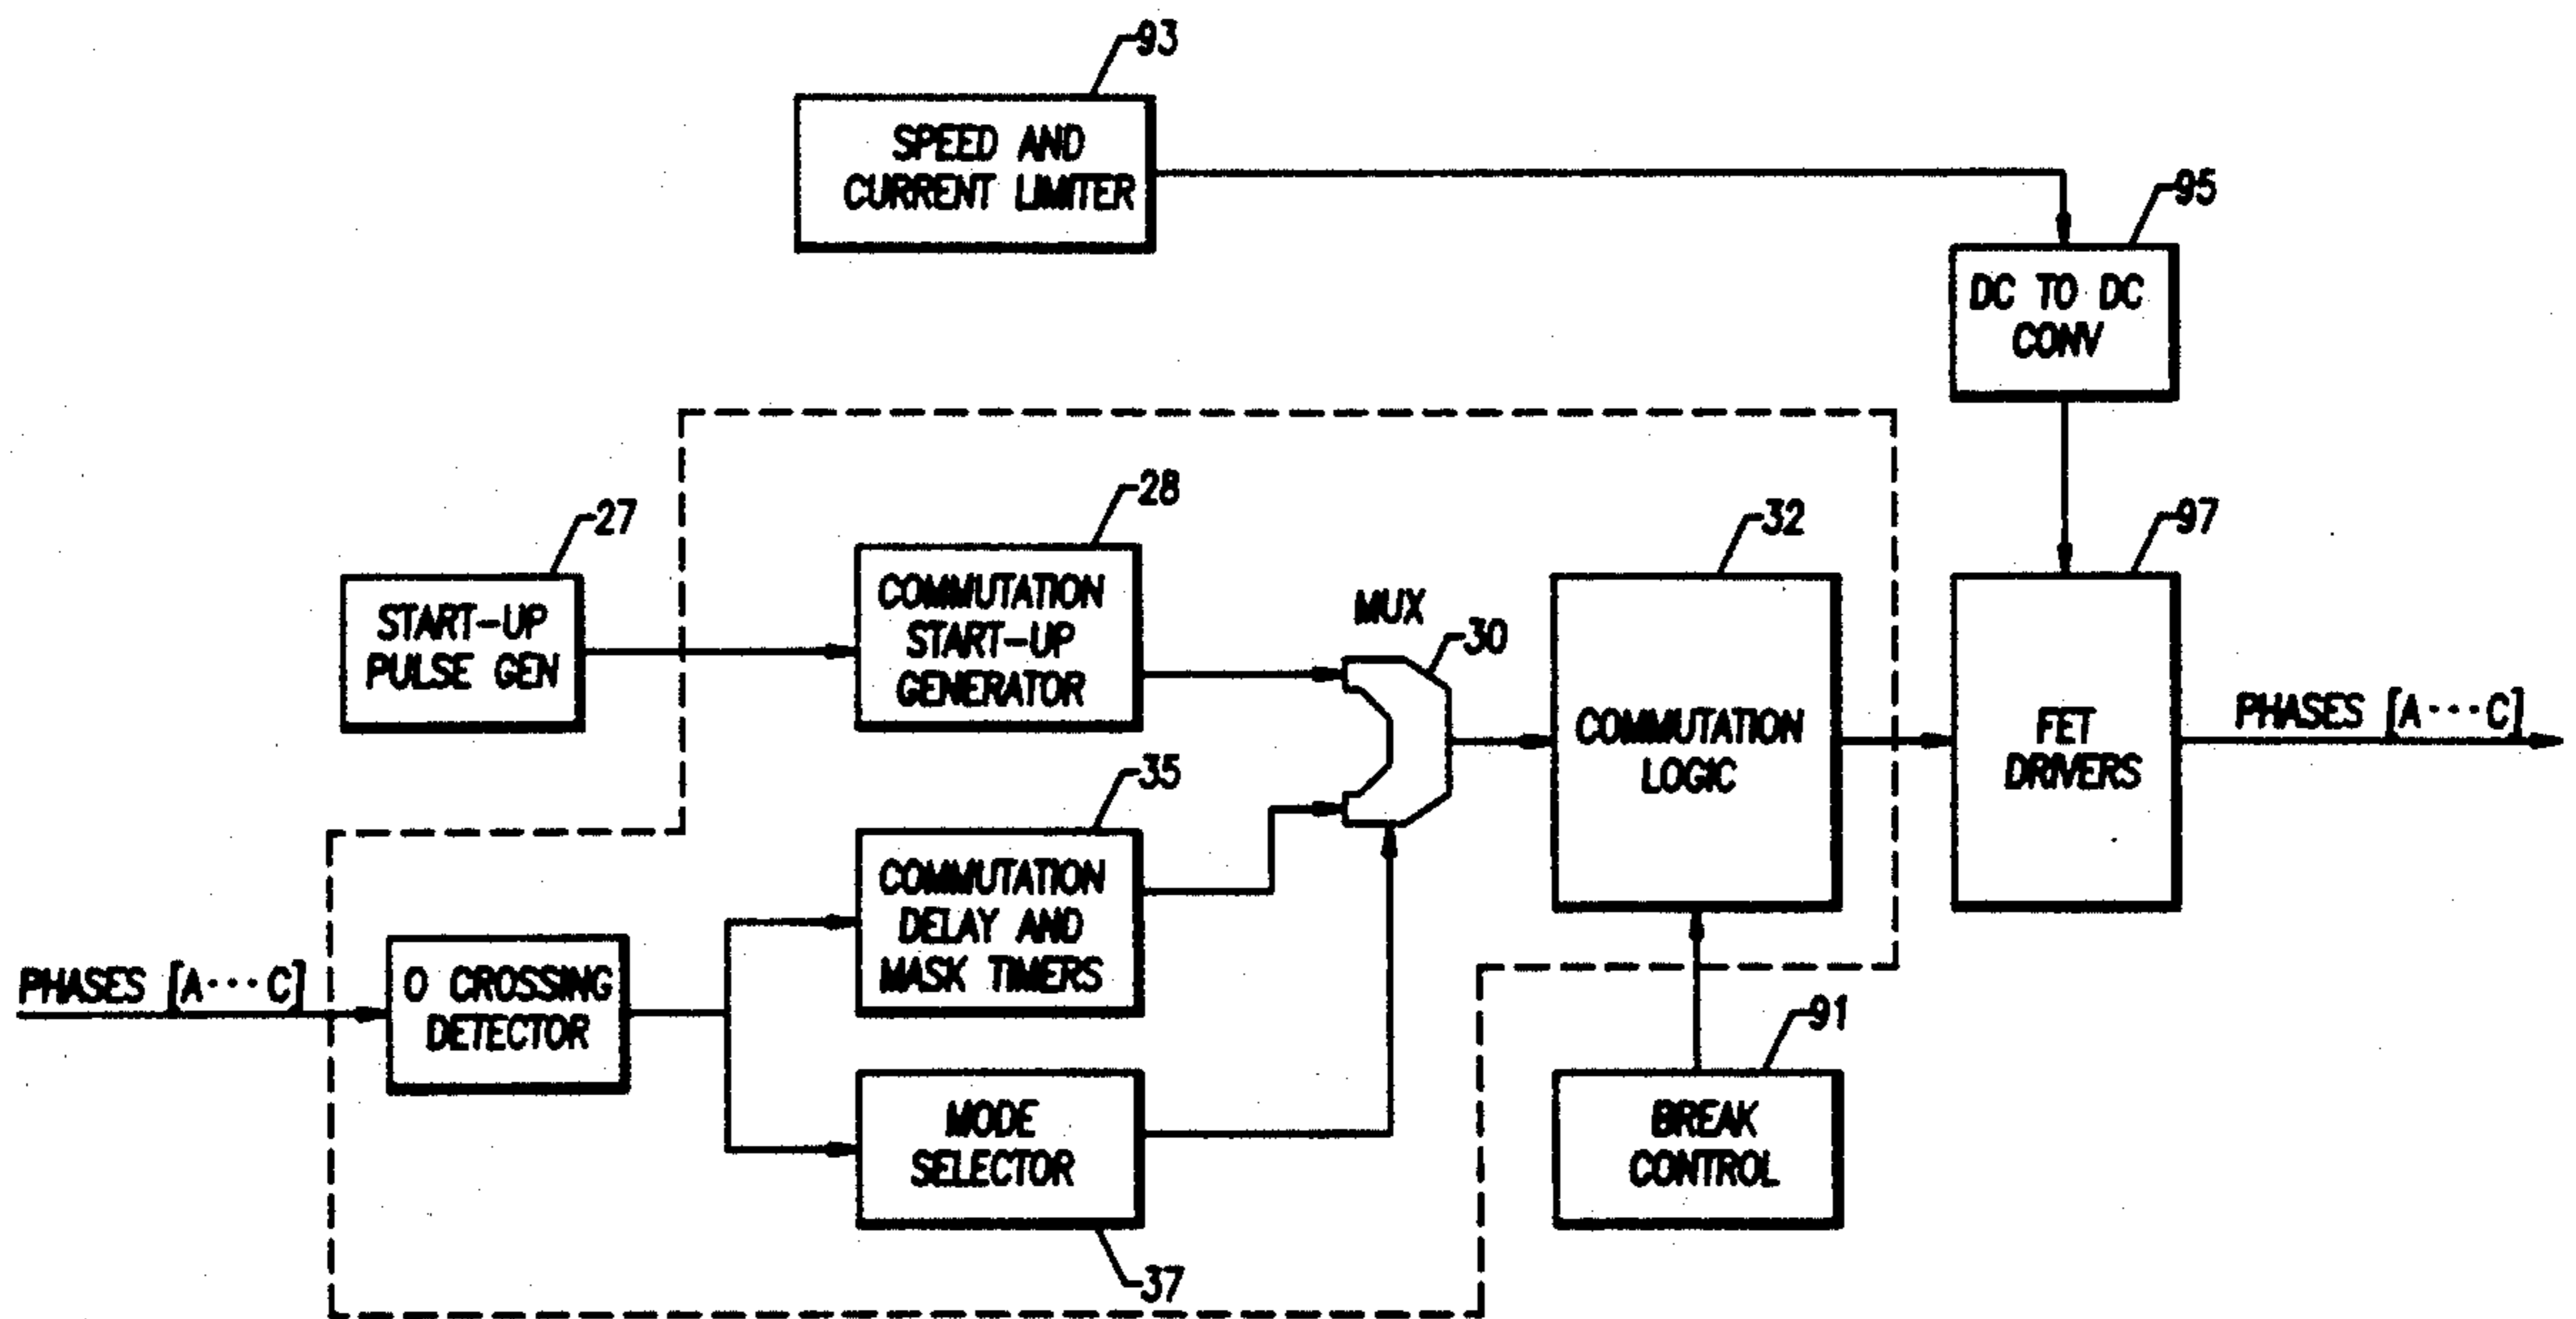 93
SPEED AND
CURRENT LIMITER
95
DC TO DC
CONV
27
START-UP
PULSE GEN
28
COMMUTATION
START-UP
GENERATOR
MUX
30
32
COMMUTATION
LOGIC
97
FET
DRIVERS
PHASES [A···C]
35
COMMUTATION
DELAY AND
MASK TIMERS
PHASES [A···C]
0 CROSSING
DETECTOR
MODE
SELECTOR
37
91
BREAK
CONTROL